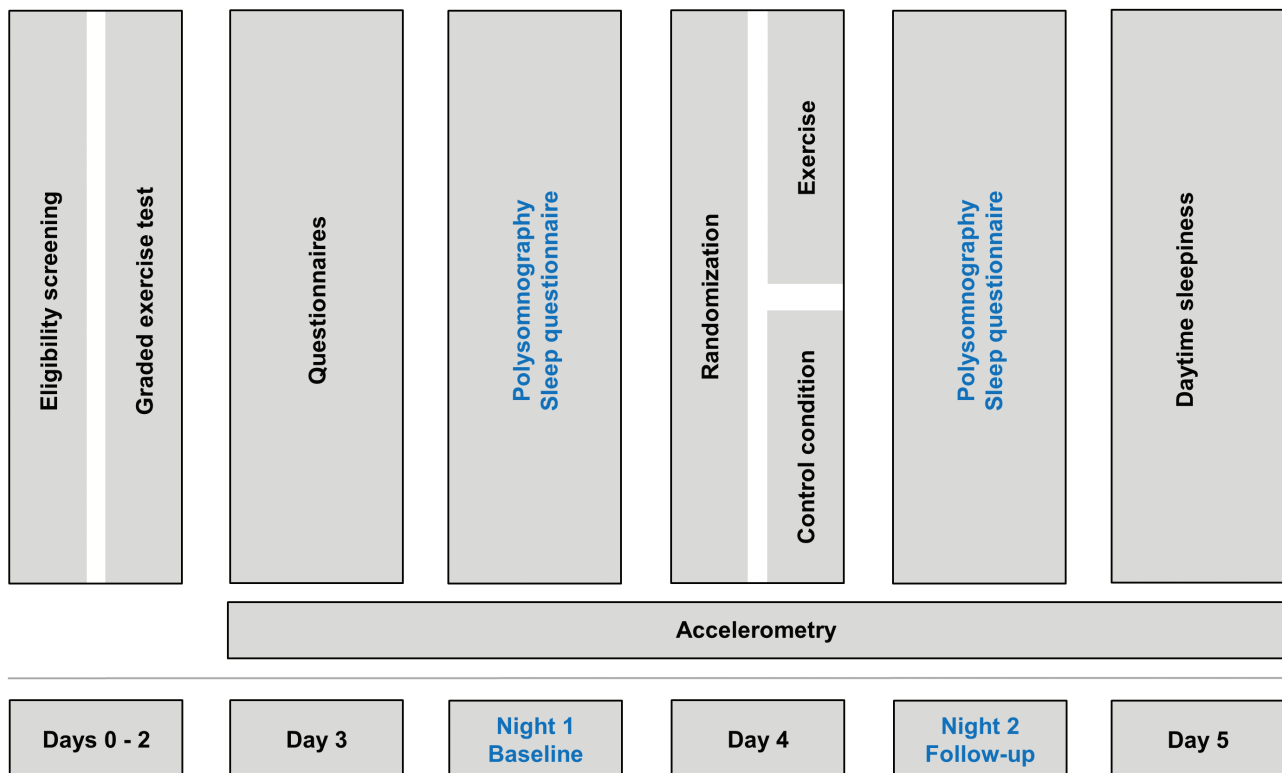 Eligibility screening
Graded exercise test
Questionnaires
Polysomnography
Sleep questionnaire
Randomization
Exercise
Control condition
Polysomnography
Sleep questionnaire
Daytime sleepiness
Accelerometry
Days 0 - 2
Day 3
Night 1
Baseline
Day 4
Night 2
Follow-up
Day 5